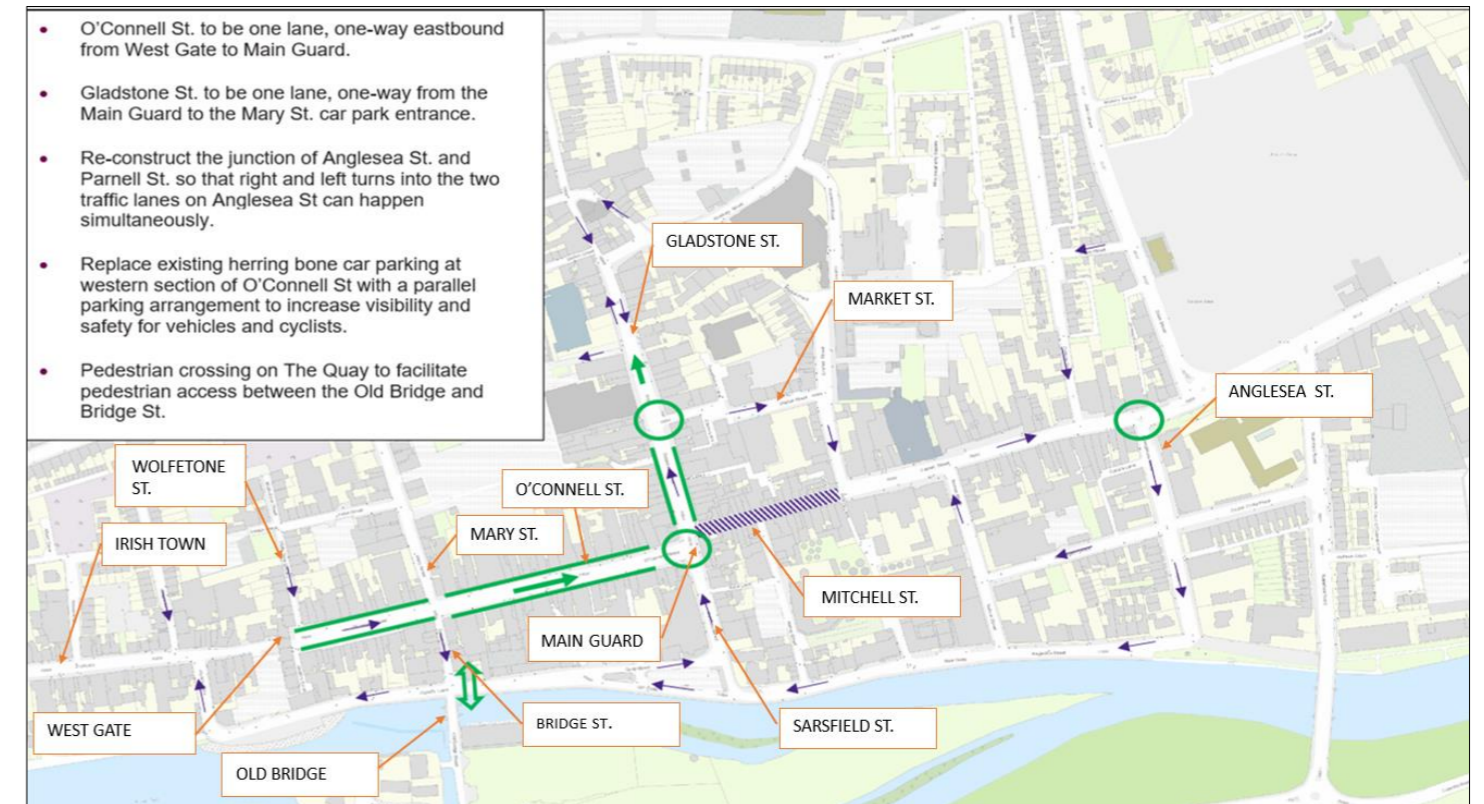 • O'Connell St. to be one lane, one-way eastbound
from West Gate to Main Guard.
• Gladstone St. to be one lane, one-way from the
Main Guard to the Mary St. car park entrance.
• Re-construct the junction of Anglesea St. and
Parnell St. so that right and left turns into the two
traffic lanes on Anglesea St can happen
simultaneously.
• Replace existing herring bone car parking at
western section of O'Connell St with a parallel
parking arrangement to increase visibility and
safety for vehicles and cyclists.
• Pedestrian crossing on The Quay to facilitate
pedestrian access between the Old Bridge and
Bridge St.
GLADSTONE ST.
MARKET ST.
ANGLESEA ST.
WOLFETONE
ST.
O'CONNELL ST.
IRISH TOWN
MARY ST.
MITCHELL ST.
MAIN GUARD
WEST GATE
BRIDGE ST.
SARSFIELD ST.
OLD BRIDGE